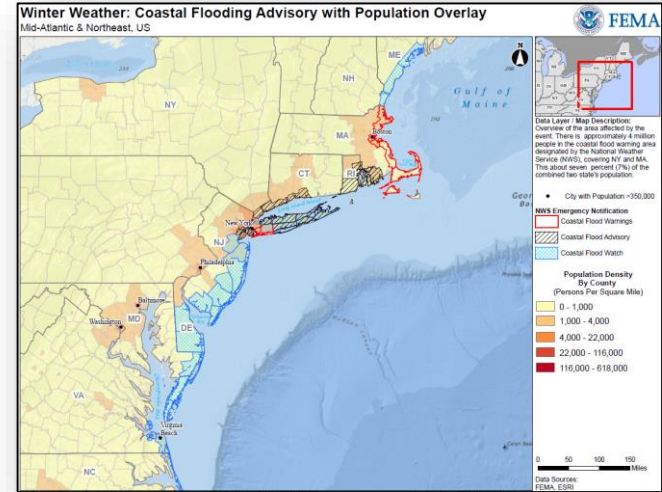 Winter Weather: Coastal Flooding Advisory with Population Overlay
Mid-Atlantic & Northeast, US
FEMA
N
ME
NH
NY
Gulf of
Maine
MA
Boston
CT
RI
New York
NJ
Philadelphia
Baltimore
Washington
MD
DE
VA
Virginia
Beach
NC
Data Layer / Map Description:
Overview of the area affected by the
event. There is approximately 4 million
people in the coastal flood warning area
designated by the National Weather
Service (NWS), covering NY and MA.
This about seven percent (7%) of the
combined two state's population.
City with Population >350,000
NWS Emergency Notification
Coastal Flood Warnings
Coastal Flood Advisory
Coastal Flood Watch
Population Density
By County
(Persons Per Square Mile)
0 - 1,000
1,000 - 4,000
4,000 - 22,000
22,000 - 116,000
116,000 - 618,000
0 50 100 150
Miles
Data Sources:
FEMA, ESRI